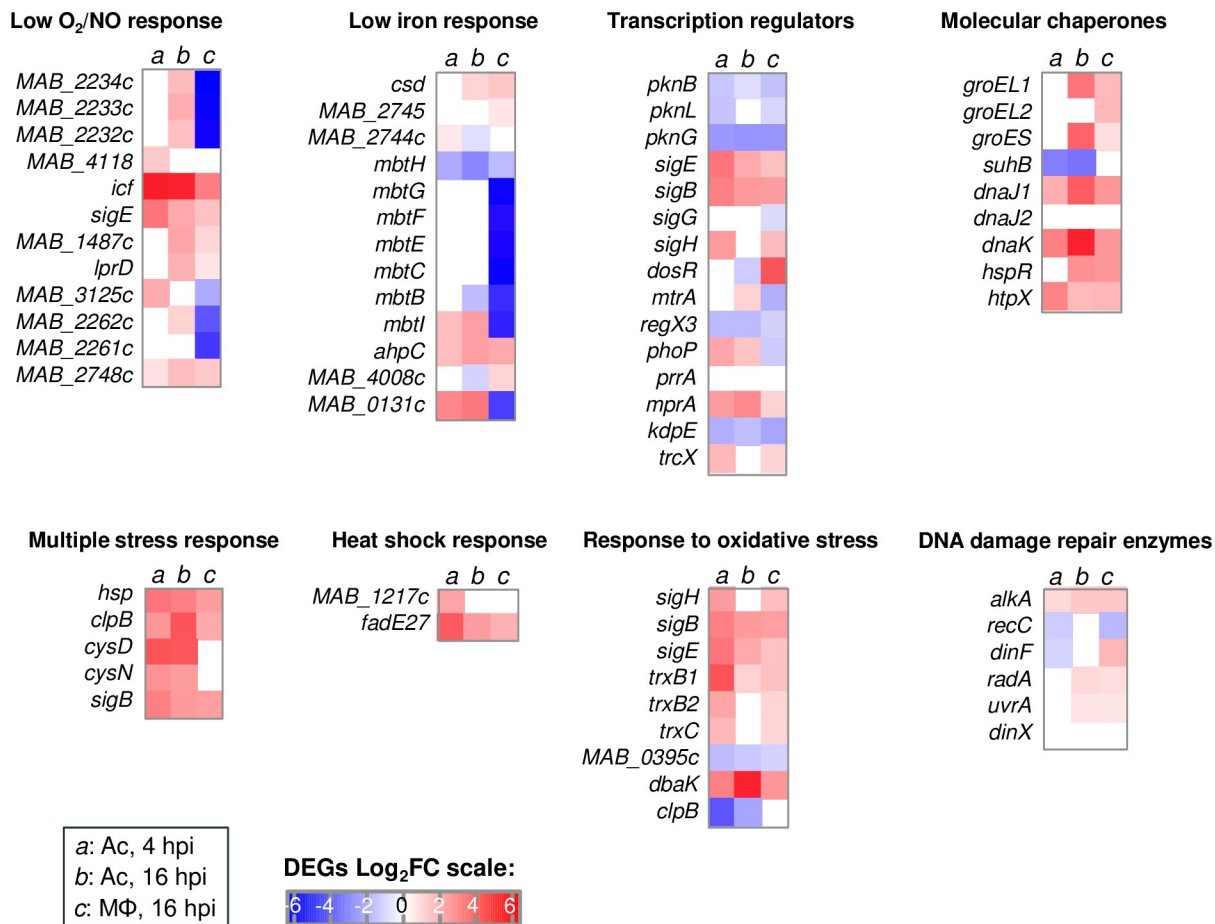 Low O₂/NO response
a b c
MAB_2234c
MAB_2233c
MAB_2232c
MAB_4118
icf
sigE
MAB_1487c
lprD
MAB_3125c
MAB_2262c
MAB_2261c
MAB_2748c
Low iron response
a b c
csd
MAB_2745
MAB_2744c
mbtH
mbtG
mbtF
mbtE
mbtC
mbtB
mbtI
ahpC
MAB_4008c
MAB_0131c
Transcription regulators
a b c
pknB
pknL
pknG
sigE
sigB
sigG
sigH
dosR
mtrA
regX3
phoP
prrA
mprA
kdpE
trcX
Molecular chaperones
a b c
groEL1
groEL2
groES
suhB
dnaJ1
dnaJ2
dnaK
hspR
htpX
Multiple stress response
a b c
hsp
clpB
cysD
cysN
sigB
Heat shock response
a b c
MAB_1217c
fadE27
Response to oxidative stress
a b c
sigH
sigB
sigE
trxB1
trxB2
trxC
MAB_0395c
dbaK
clpB
DNA damage repair enzymes
a b c
alkA
recC
dinF
radA
uvrA
dinX
a: Ac, 4 hpi
b: Ac, 16 hpi
c: MΦ, 16 hpi
DEGs Log₂FC scale:
-6 -4 -2 0 2 4 6